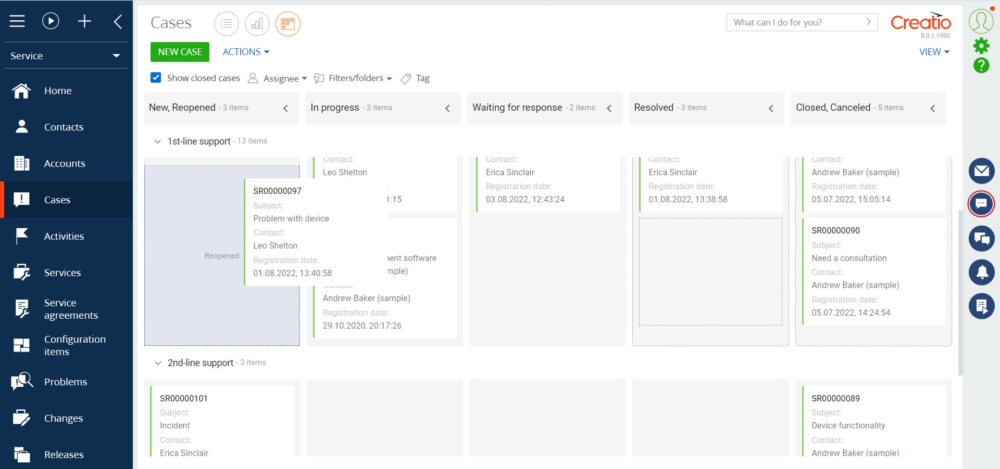 Cases
What can I do for you?
Creatio
8.0.1.1990
Service
NEW CASE
ACTIONS
VIEW
Show closed cases
Assignee
Filters/folders
Tag
Home
Contacts
Accounts
Cases
Activities
Services
Service
agreements
Configuration
items
Problems
Changes
Releases
New, Reopened - 3 items
In progress - 3 items
Waiting for response - 2 items
Resolved - 3 items
Closed, Canceled - 5 items
1st-line support - 13 items
Reopened
SR00000097
Subject:
Problem with device
Contact:
Leo Shelton
Registration date:
01.08.2022, 13:40:58
Contact:
Leo Shelton
:
1:15
nent software
mple)
Contact:
Andrew Baker (sample)
Registration date:
29.10.2020, 20:17:26
Contact:
Erica Sinclair
Registration date:
03.08.2022, 12:43:24
Contact:
Erica Sinclair
Registration date:
01.08.2022, 13:38:58
Contact:
Andrew Baker (sample)
Registration date:
05.07.2022, 15:05:14
SR00000090
Subject:
Need a consultation
Contact:
Andrew Baker (sample)
Registration date:
05.07.2022, 14:24:54
2nd-line support - 3 items
SR00000101
Subject:
Incident
Contact:
Erica Sinclair
SR00000089
Subject:
Device functionality
Contact:
Andrew Baker (sample)